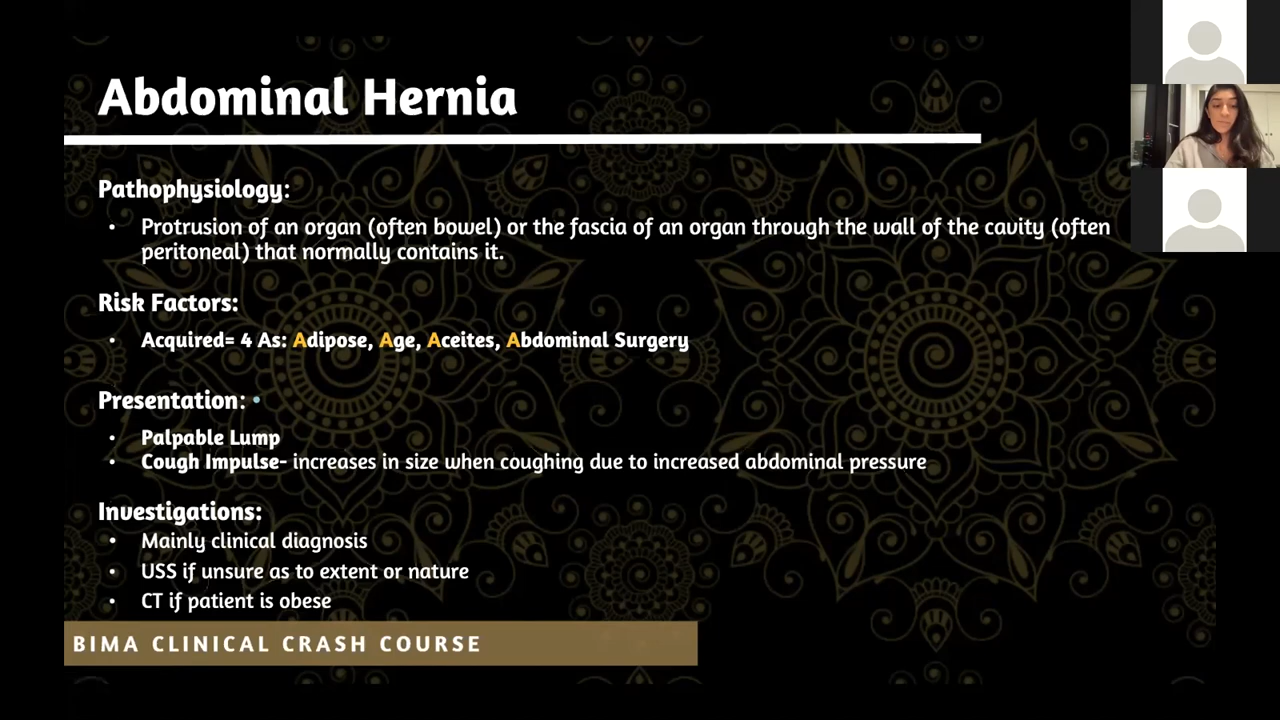 Abdominal Hernia
Pathophysiology:
• Protrusion of an organ (often bowel) or the fascia of an organ through the wall of the cavity (often
peritoneal) that normally contains it.
Risk Factors:
• Acquired= 4 As: Adipose, Age, Aceites, Abdominal Surgery
Presentation: •
• Palpable Lump
• Cough Impulse- increases in size when coughing due to increased abdominal pressure
Investigations:
• Mainly clinical diagnosis
• USS if unsure as to extent or nature
• CT if patient is obese
BIMA CLINICAL CRASH COURSE